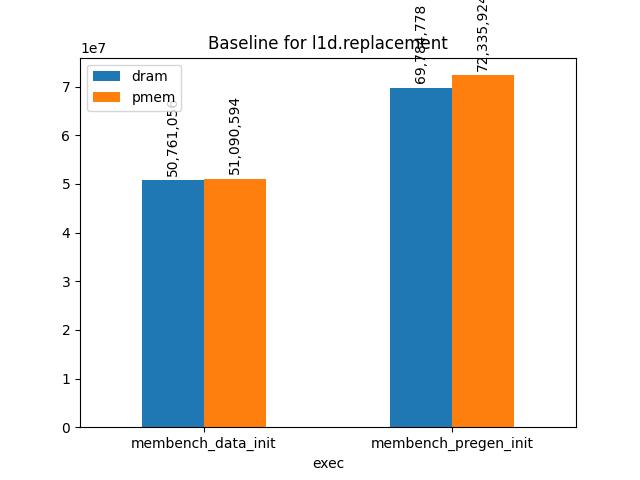 Baseline for l1d.replacement
1e7
dram
pmem
51,090,594
72,335,924
7
6
5
4
3
2
1
0
membench_data_init
membench_pregen_init
exec